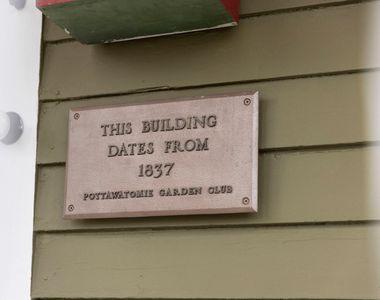 THIS BUILDING
DATES FROM
1837
POTTAWATOMIE GARDEN CLUB